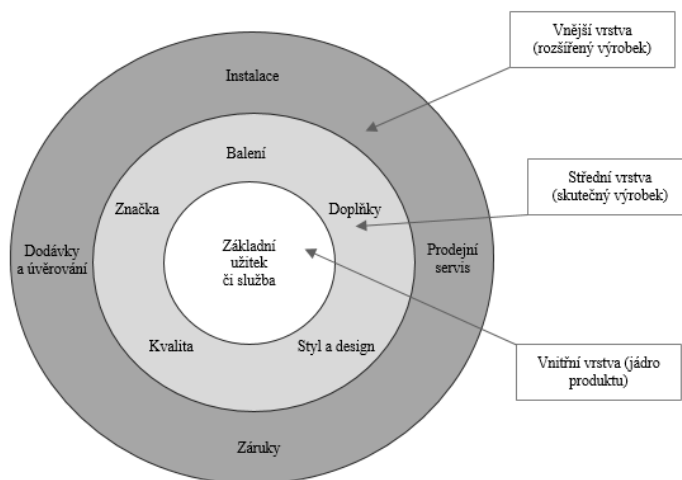 Vnější vrstva
(rozšířený výrobek)
Instalace
Balení
Střední vrstva
(skutečný výrobek)
Značka
Doplňky
Dodávky
a úvěrování
Základní
užitek
či služba
Prodejní
servis
Kvalita
Styl a design
Vnitřní vrstva (jádro
produktu)
Záruky